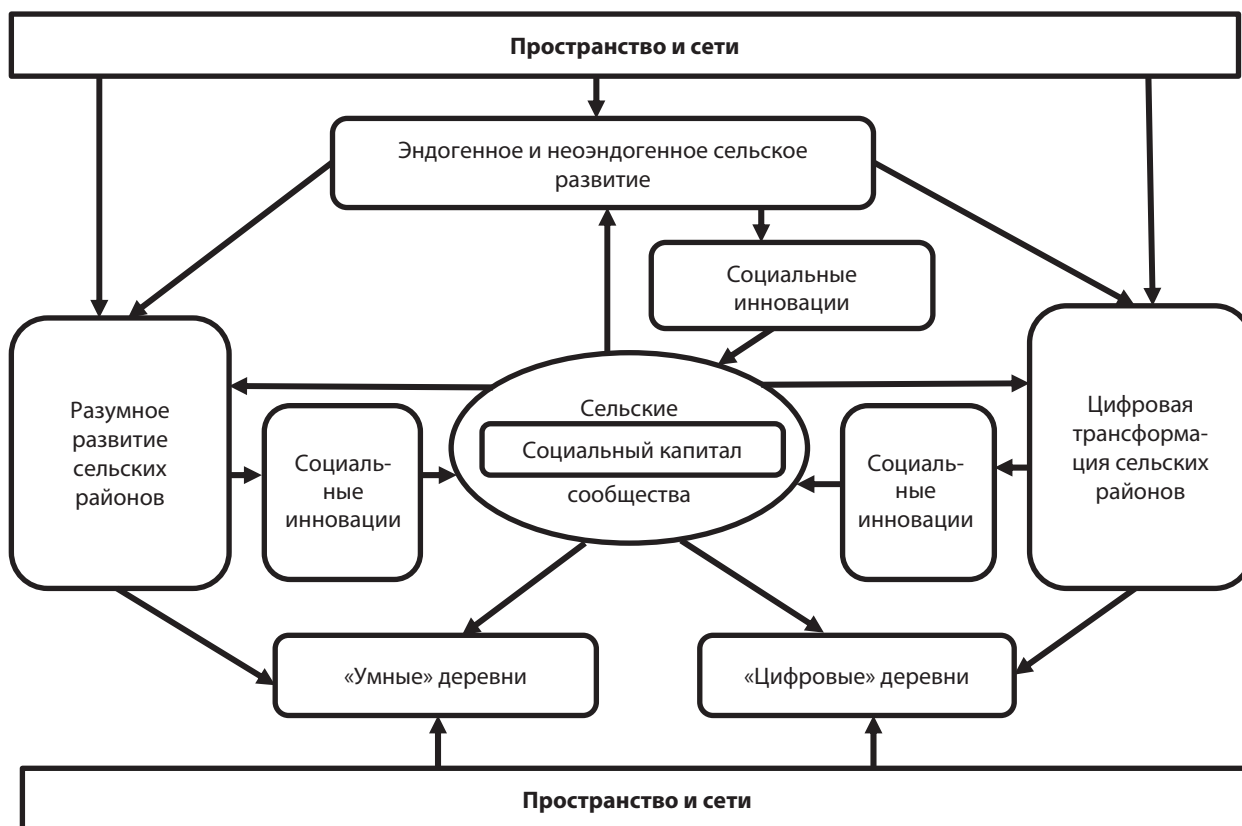 Пространство и сети
Эндогенное и неоэндогенное сельское
развитие
Социальные
инновации
Разумное
развитие
сельских
районов
Социаль-
ные
инновации
Сельские
Социальный капитал
сообщества
Социаль-
ные
инновации
Цифровая
трансформа-
ция сельских
районов
«Умные» деревни
«Цифровые» деревни
Пространство и сети